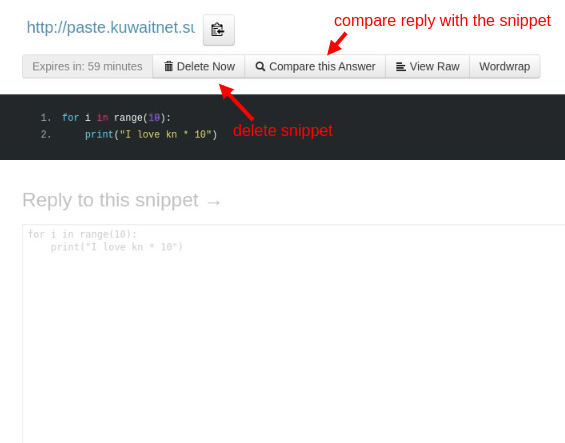 compare reply with the snippet
http://paste.kuwaitnet.su
Expires in: 59 minutes Delete Now Compare this Answer View Raw Wordwrap
1. for i in range(10):
2. print("I love kn * 10")
delete snippet
Reply to this snippet →
for i in range(10):
print("I love kn * 10")